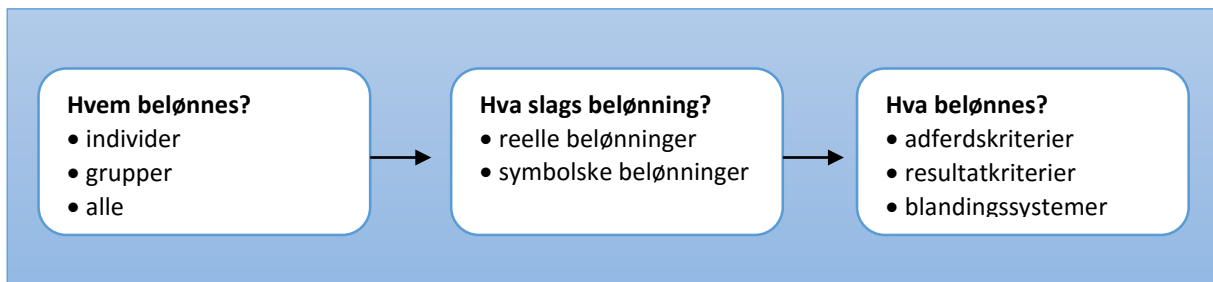 Hvem belønnes?
• individer
• grupper
• alle
Hva slags belønning?
• reelle belønninger
• symbolske belønninger
Hva belønnes?
• adferdskriterier
• resultatkriterier
• blandingssystemer